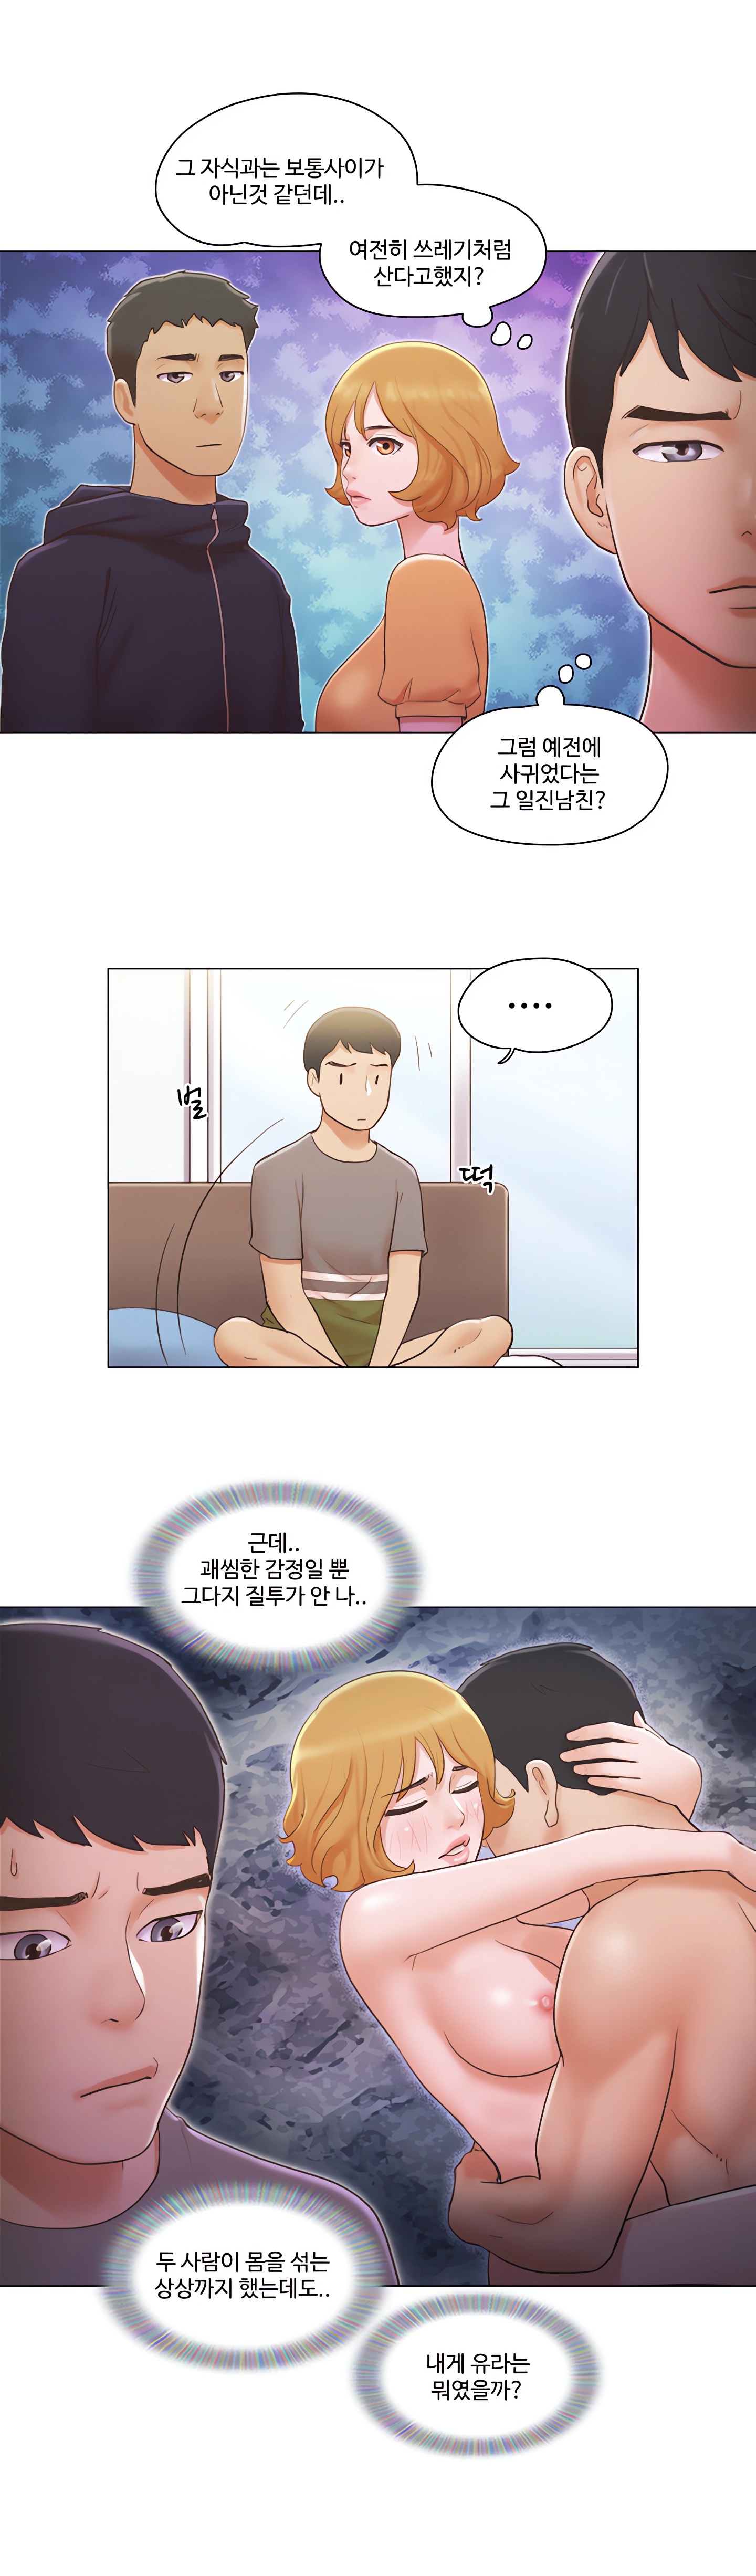 그 자식과는 보통사이가
아닌것 같던데..
여전히 쓰레기처럼
산다고했지?
그럼 예전에
사귀었다는
그 일진남친?
....
벌
떡
근데..
괘씸한 감정일 뿐
그다지 질투가 안 나..
두 사람이 몸을 섞는
상상까지 했는데도..
내게 유라는
뭐였을까?